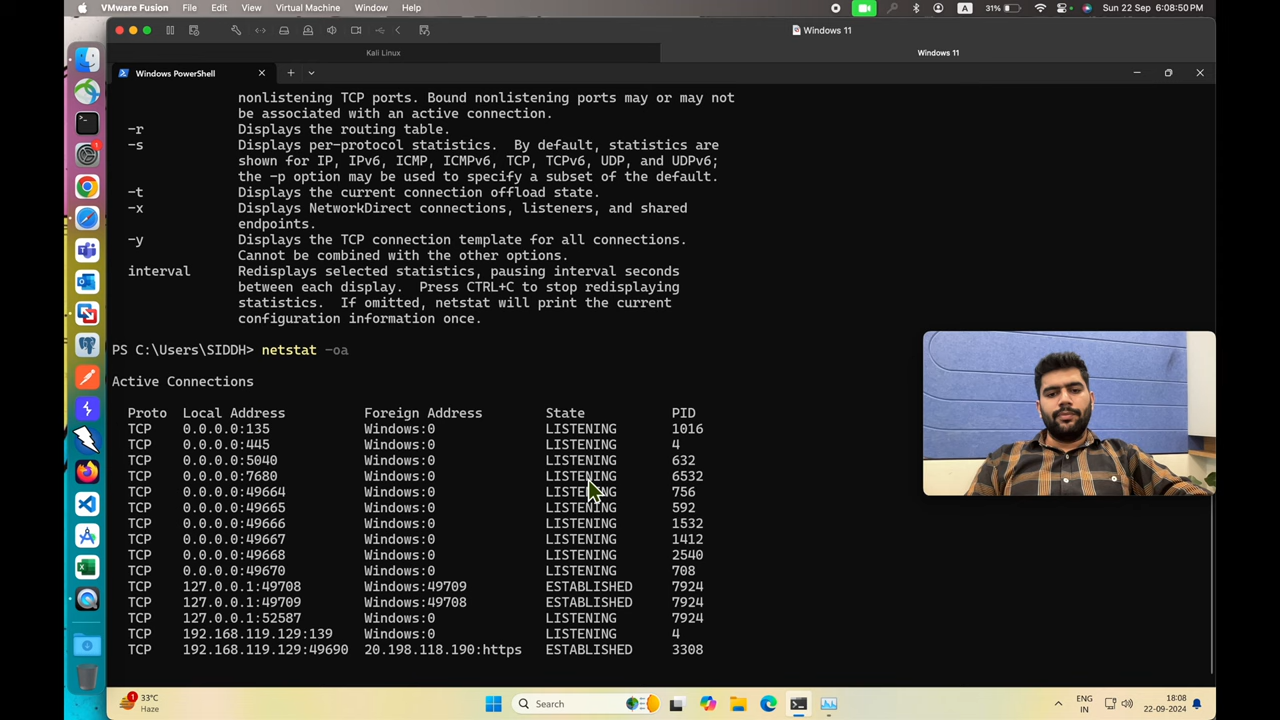 VMware Fusion File Edit View Virtual Machine Window Help A 31% Sun 22 Sep 6:08:50 PM
Windows 11
Kali Linux Windows 11
Windows PowerShell
nonlistening TCP ports. Bound nonlistening ports may or may not
be associated with an active connection.
-r Displays the routing table.
-s Displays per-protocol statistics. By default, statistics are
shown for IP, IPv6, ICMP, ICMPv6, TCP, TCPv6, UDP, and UDPv6;
the -p option may be used to specify a subset of the default.
-t Displays the current connection offload state.
-x Displays NetworkDirect connections, listeners, and shared
endpoints.
-y Displays the TCP connection template for all connections.
Cannot be combined with the other options.
interval Redisplays selected statistics, pausing interval seconds
between each display. Press CTRL+C to stop redisplaying
statistics. If omitted, netstat will print the current
configuration information once.
PS C:\Users\SIDDH> netstat -oa
Active Connections
Proto Local Address Foreign Address State PID
TCP 0.0.0.0:135 Windows:0 LISTENING 1016
TCP 0.0.0.0:445 Windows:0 LISTENING 4
TCP 0.0.0.0:5040 Windows:0 LISTENING 632
TCP 0.0.0.0:7680 Windows:0 LISTENING 6532
TCP 0.0.0.0:49664 Windows:0 LISTENING 756
TCP 0.0.0.0:49665 Windows:0 LISTENING 592
TCP 0.0.0.0:49666 Windows:0 LISTENING 1532
TCP 0.0.0.0:49667 Windows:0 LISTENING 1412
TCP 0.0.0.0:49668 Windows:0 LISTENING 2540
TCP 0.0.0.0:49670 Windows:0 LISTENING 708
TCP 127.0.0.1:49708 Windows:49709 ESTABLISHED 7924
TCP 127.0.0.1:49709 Windows:49708 ESTABLISHED 7924
TCP 127.0.0.1:52587 Windows:0 LISTENING 7924
TCP 192.168.119.129:139 Windows:0 LISTENING 4
TCP 192.168.119.129:49690 20.198.118.190:https ESTABLISHED 3308
1 33°C
Haze
Search
ENG
IN
18:08
22-09-2024